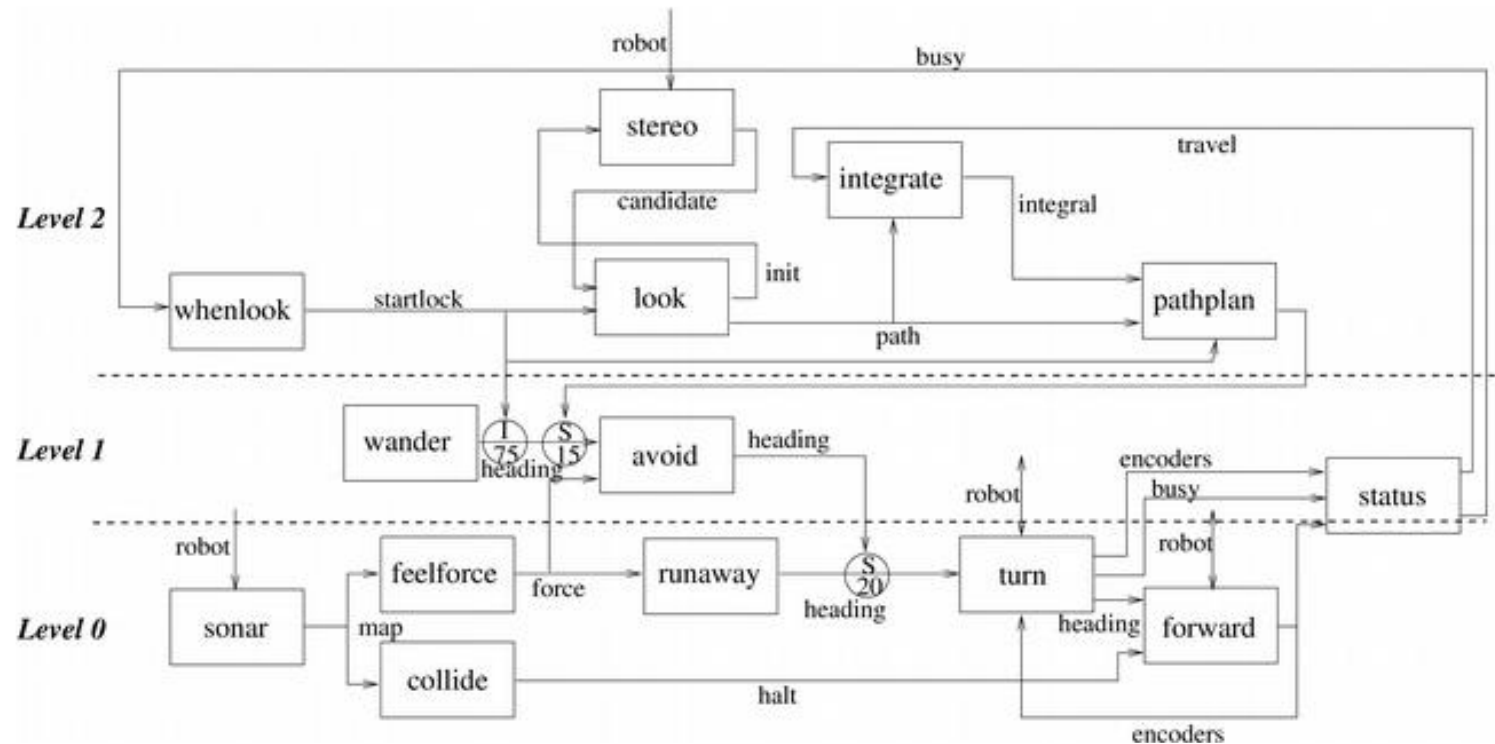 robot
busy
stereo
travel
integrate
candidate
integral
Level 2
init
whenlook
startlock
look
pathplan
path
I
75
S
15
wander
heading
avoid
heading
Level 1
encoders
robot
busy
status
robot
robot
feelforce
force
runaway
S
20
heading
turn
sonar
map
heading
forward
Level 0
collide
halt
encoders